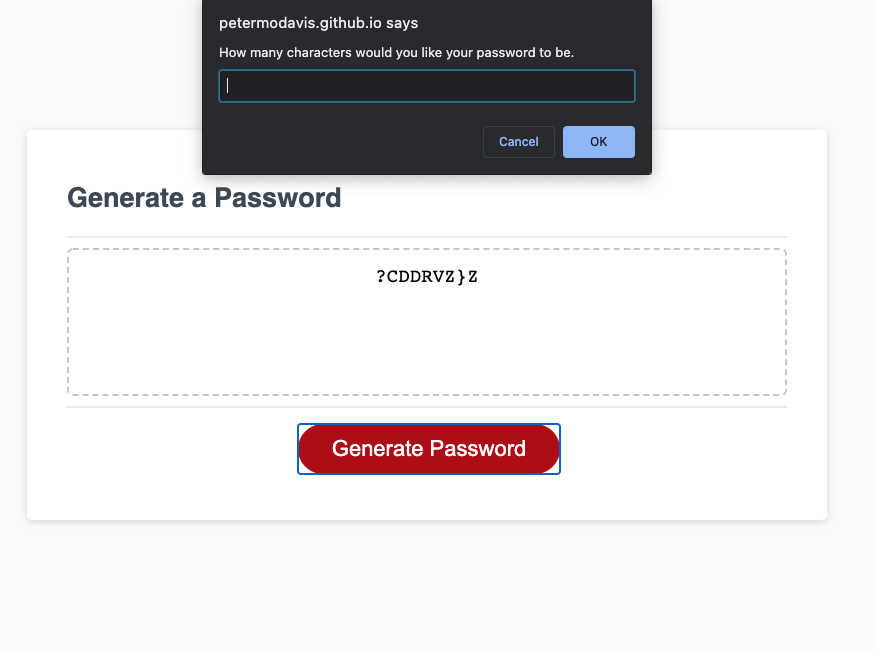 petermodavis.github.io says
How many characters would you like your password to be.
Cancel
OK
Generate a Password
?CDDRVZ}Z
Generate Password